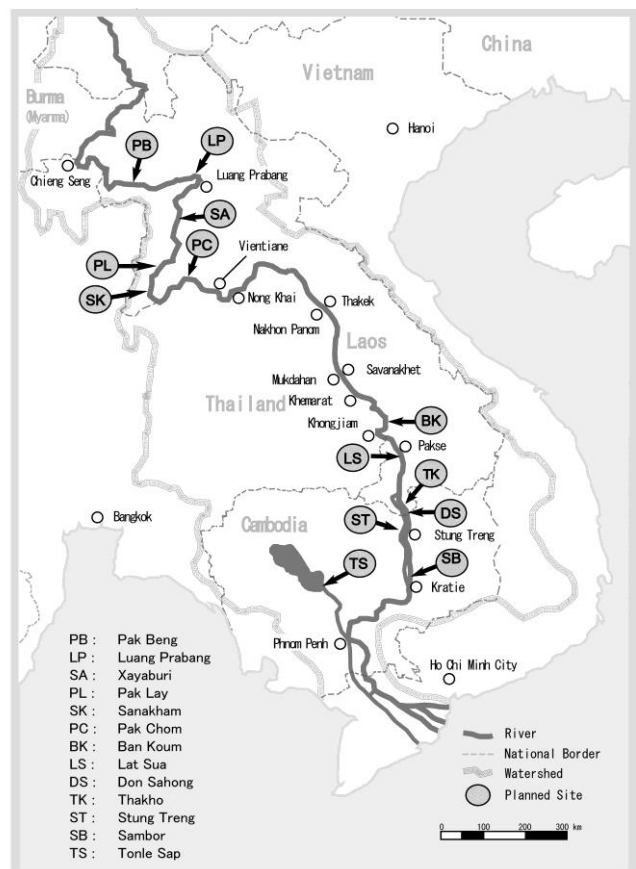 China
Vietnam
Burma
(Myarma)
Hanoi
PB
LP
Chieng Seng
Luang Prabang
SA
PC
Vientiane
PL
SK
Nong Khai
Thakek
Nakhon Panom
Laos
Savanakhet
Mukdahan
Thailand
Khemarat
Khongjiam
BK
LS
Pakse
TK
Bangkok
Cambodia
ST
DS
Stung Treng
TS
SB
Kratie
Phnom Penh
Ho Chi Minh City
PB : Pak Beng
LP : Luang Prabang
SA : Xayaburi
PL : Pak Lay
SK : Sanakham
PC : Pak Chom
BK : Ban Koum
LS : Lat Sua
DS : Don Sahong
TK : Thakho
ST : Stung Treng
SB : Sambor
TS : Tonle Sap
River
National Border
Watershed
Planned Site
0 100 200 300 km